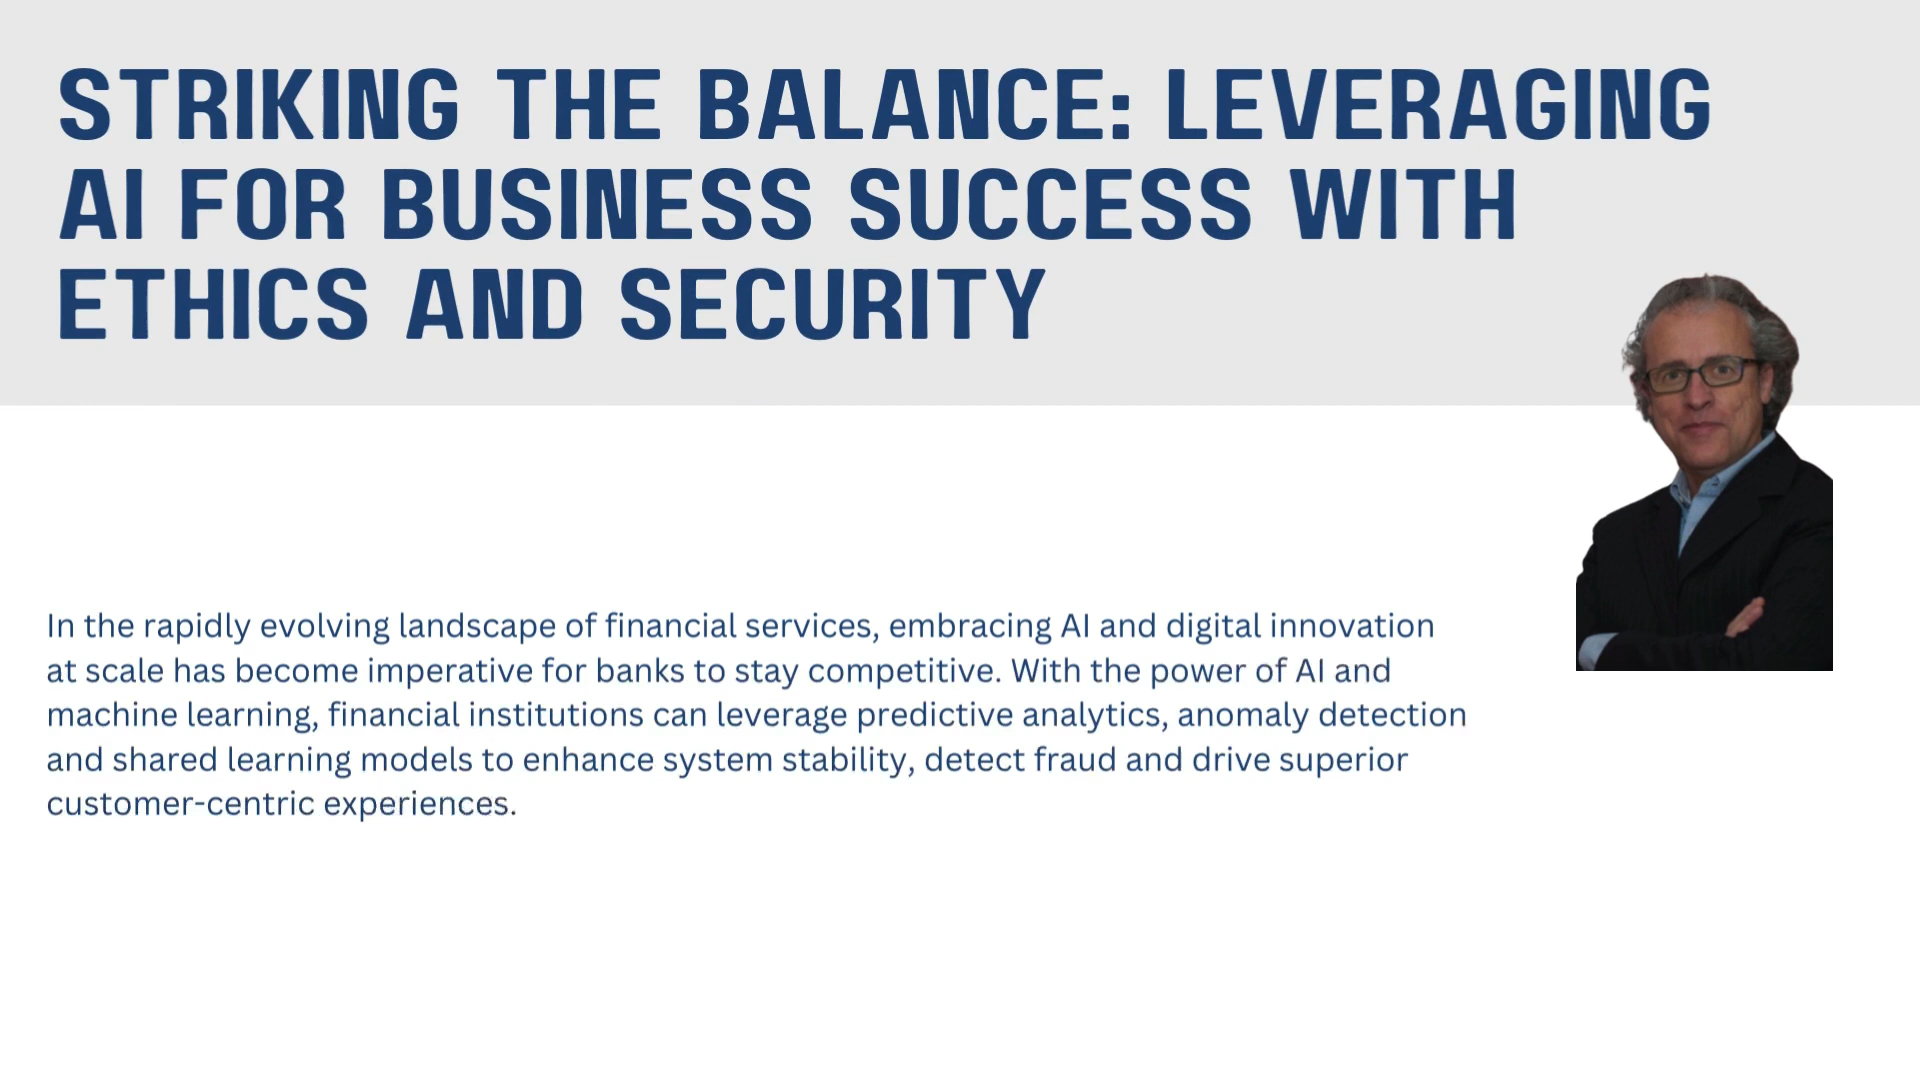 STRIKING THE BALANCE: LEVERAGING
AI FOR BUSINESS SUCCESS WITH
ETHICS AND SECURITY
In the rapidly evolving landscape of financial services, embracing AI and digital innovation
at scale has become imperative for banks to stay competitive. With the power of AI and
machine learning, financial institutions can leverage predictive analytics, anomaly detection
and shared learning models to enhance system stability, detect fraud and drive superior
customer-centric experiences.